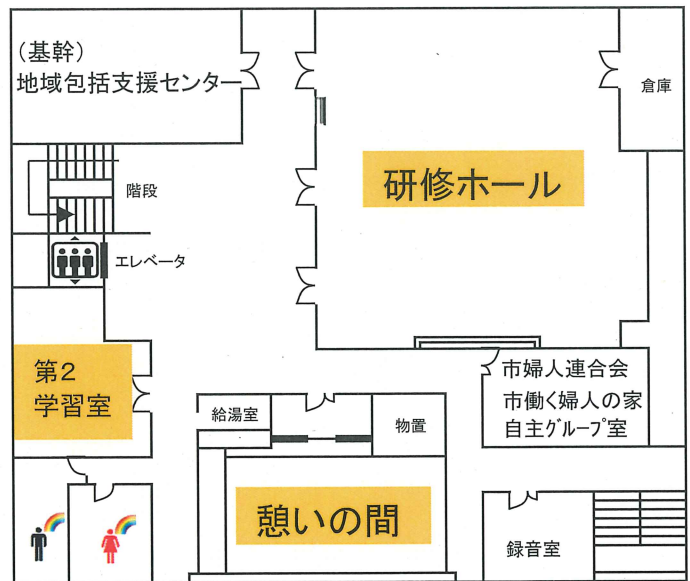 （基幹）
地域包括支援センター
倉庫
研修ホール
階段
エレベータ
第２
学習室
市婦人連合会
市働く婦人の家
自主グループ室
給湯室
物置
憩いの間
録音室